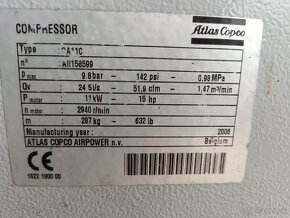 COMPRESSOR
Atlas Copco
Type : GA11C
n° : AII158599
P max : 9.8 bar - 142 psi - 0,98 MPa
Qv : 24.5 l/s - 51,9 cfm - 1,47 m³/min
P motor : 11 kW - 15 hp
n motor : 2940 r/min
m : 287 kg - 632 lb
Manufacturing year : 2006
ATLAS COPCO AIRPOWER n.v. Belgium
CE
1622 1900 00